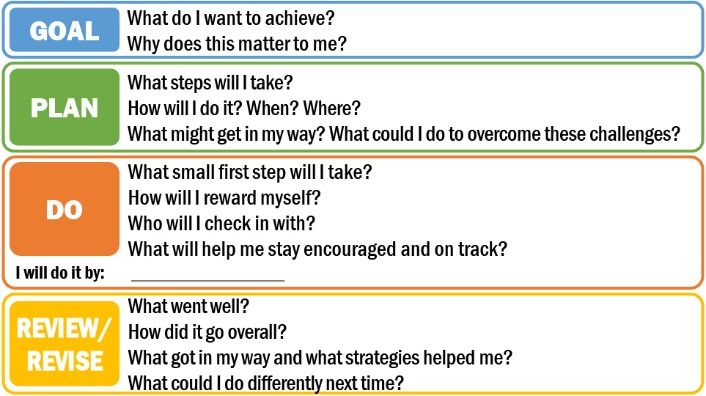 GOAL
What do I want to achieve?
Why does this matter to me?
PLAN
What steps will I take?
How will I do it? When? Where?
What might get in my way? What could I do to overcome these challenges?
DO
What small first step will I take?
How will I reward myself?
Who will I check in with?
What will help me stay encouraged and on track?
I will do it by: ________________
REVIEW/
REVISE
What went well?
How did it go overall?
What got in my way and what strategies helped me?
What could I do differently next time?